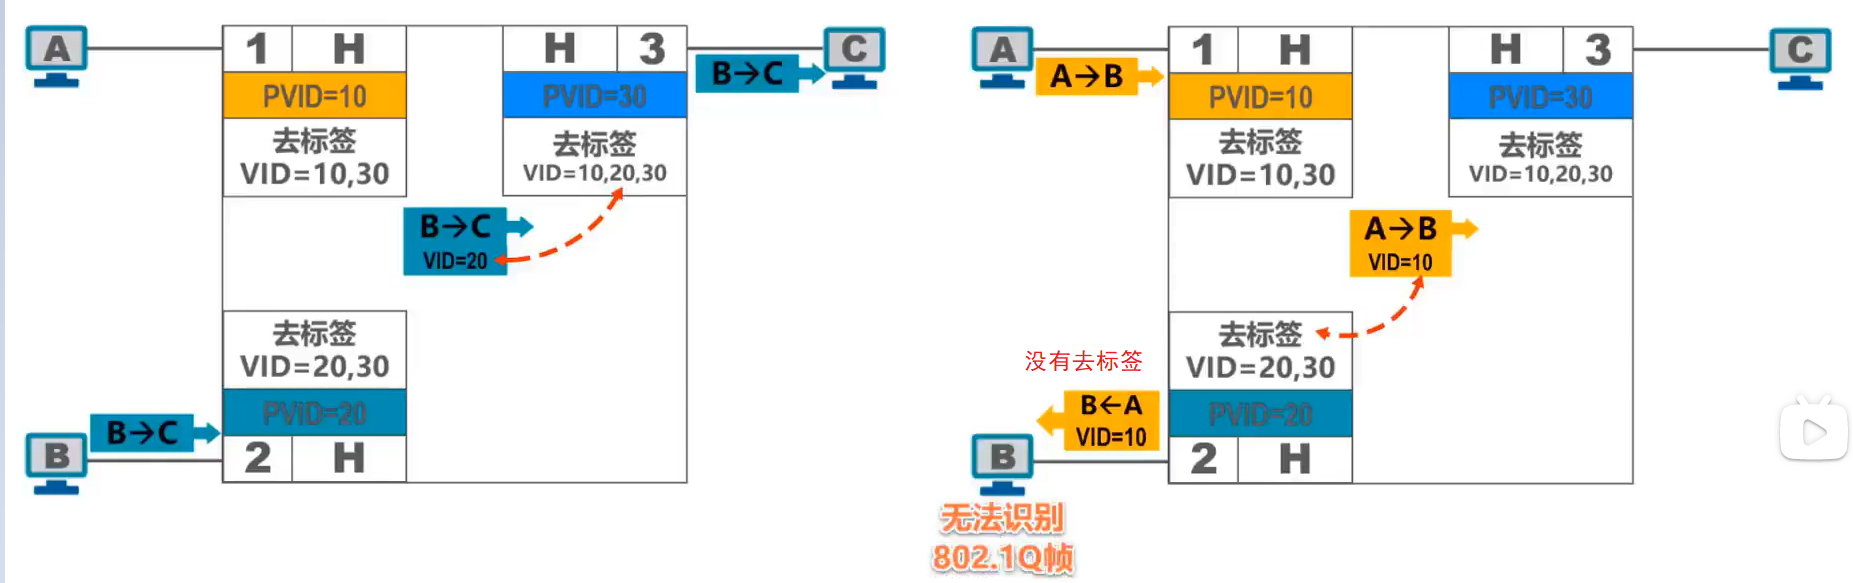 A
1 H
H 3
C
PVID=10
PVID=30
B→C
去标签
VID=10,30
去标签
VID=10,20,30
B→C
VID=20
去标签
VID=20,30
PVID=20
B→C
B
2 H
A
1 H
H 3
C
A→B
PVID=10
PVID=30
去标签
VID=10,30
去标签
VID=10,20,30
A→B
VID=10
去标签
VID=20,30
没有去标签
B←A
VID=10
PVID=20
B
2 H
无法识别
802.1Q帧